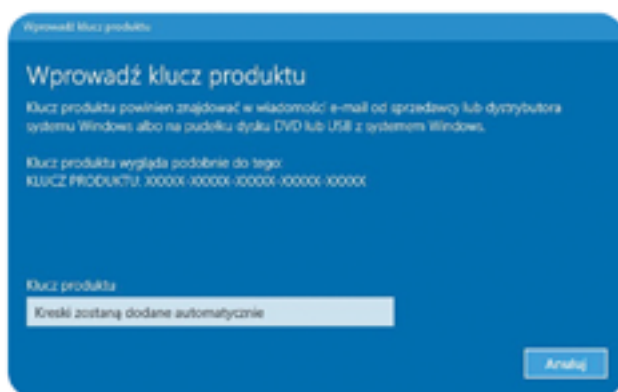 Wprowadź klucz produktu
Wprowadź klucz produktu
Klucz produktu powinien znajdować w wiadomości e-mail od sprzedawcy lub dystrybutora
systemu Windows albo na pudełku dysku DVD lub USB z systemem Windows.
Klucz produktu wygląda podobnie do tego:
KLUCZ PRODUKTU: XXXXX-XXXXX-XXXXX-XXXXX-XXXXX
Klucz produktu
Kreski zostaną dodane automatycznie
Anuluj